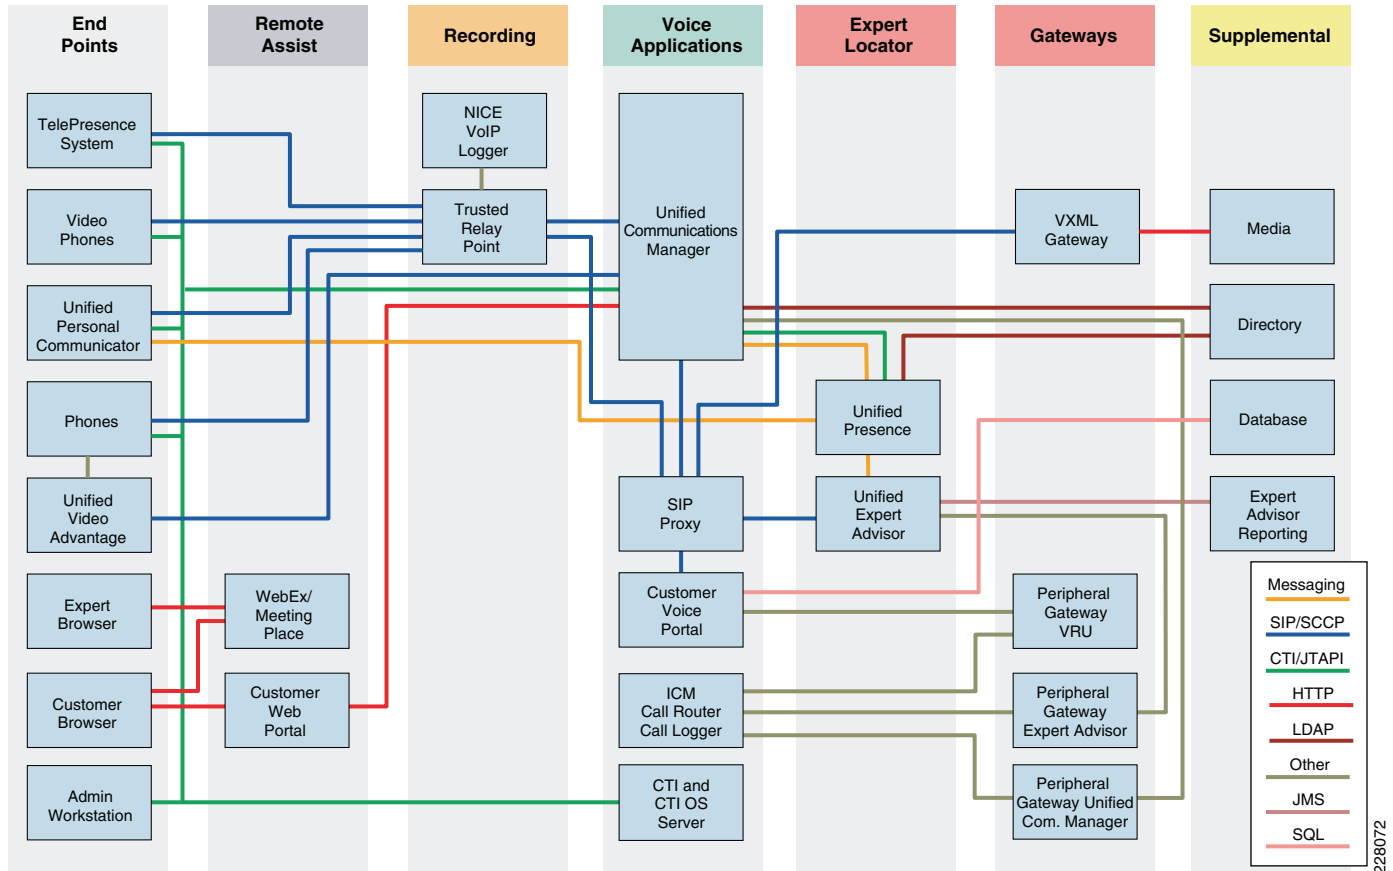 End
Points
Remote
Assist
Recording
Voice
Applications
Expert
Locator
Gateways
Supplemental
TelePresence
System
Video
Phones
Unified
Personal
Communicator
Phones
Unified
Video
Advantage
Expert
Browser
Customer
Browser
Admin
Workstation
WebEx/
Meeting
Place
Customer
Web
Portal
NICE
VoIP
Logger
Trusted
Relay
Point
Unified
Communications
Manager
SIP
Proxy
Customer
Voice
Portal
ICM
Call Router
Call Logger
CTI and
CTI OS
Server
Unified
Presence
Unified
Expert
Advisor
VXML
Gateway
Peripheral
Gateway
VRU
Peripheral
Gateway
Expert Advisor
Peripheral
Gateway Unified
Com. Manager
Media
Directory
Database
Expert
Advisor
Reporting
Messaging
SIP/SCCP
CTI/JTAPI
HTTP
LDAP
Other
JMS
SQL
228072